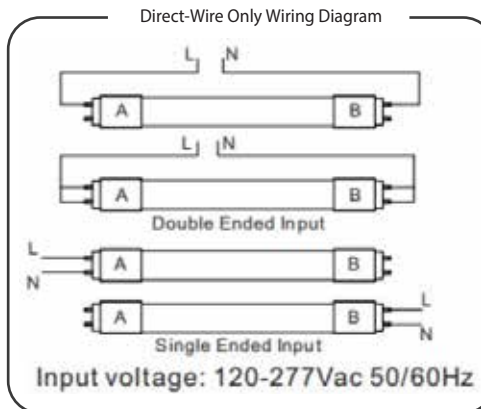 Direct-Wire Only Wiring Diagram
L N
A B
L N
A B
Double Ended Input
L
N
A B
A B
L
N
Single Ended Input
Input voltage: 120-277Vac 50/60Hz